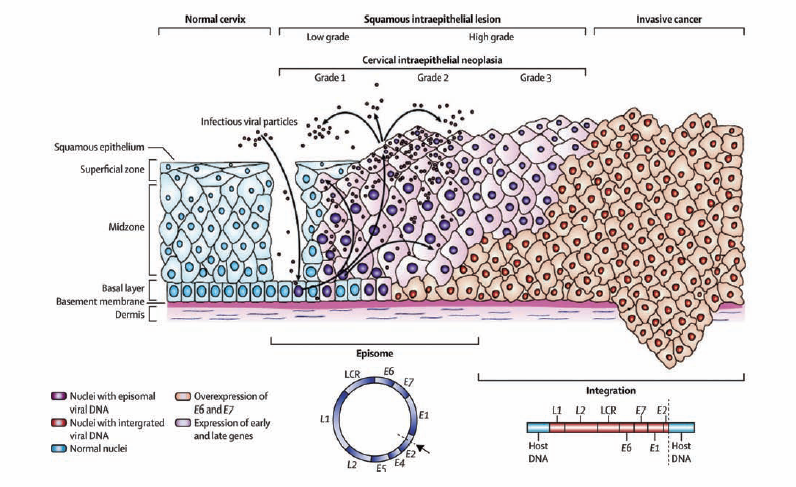 Normal cervix
Squamous intraepithelial lesion
Invasive cancer
Low grade
High grade
Cervical intraepithelial neoplasia
Grade 1
Grade 2
Grade 3
Infectious viral particles
Squamous epithelium
Superficial zone
Midzone
Basal layer
Basement membrane
Dermis
Episome
LCR
E6
E7
L1
E1
E2
L2
E5
E4
Nuclei with episomal
viral DNA
Nuclei with intergrated
viral DNA
Normal nuclei
Overexpression of
E6 and E7
Expression of early
and late genes
Integration
L1 L2 LCR E7 E2
Host
DNA
E6 E1
Host
DNA